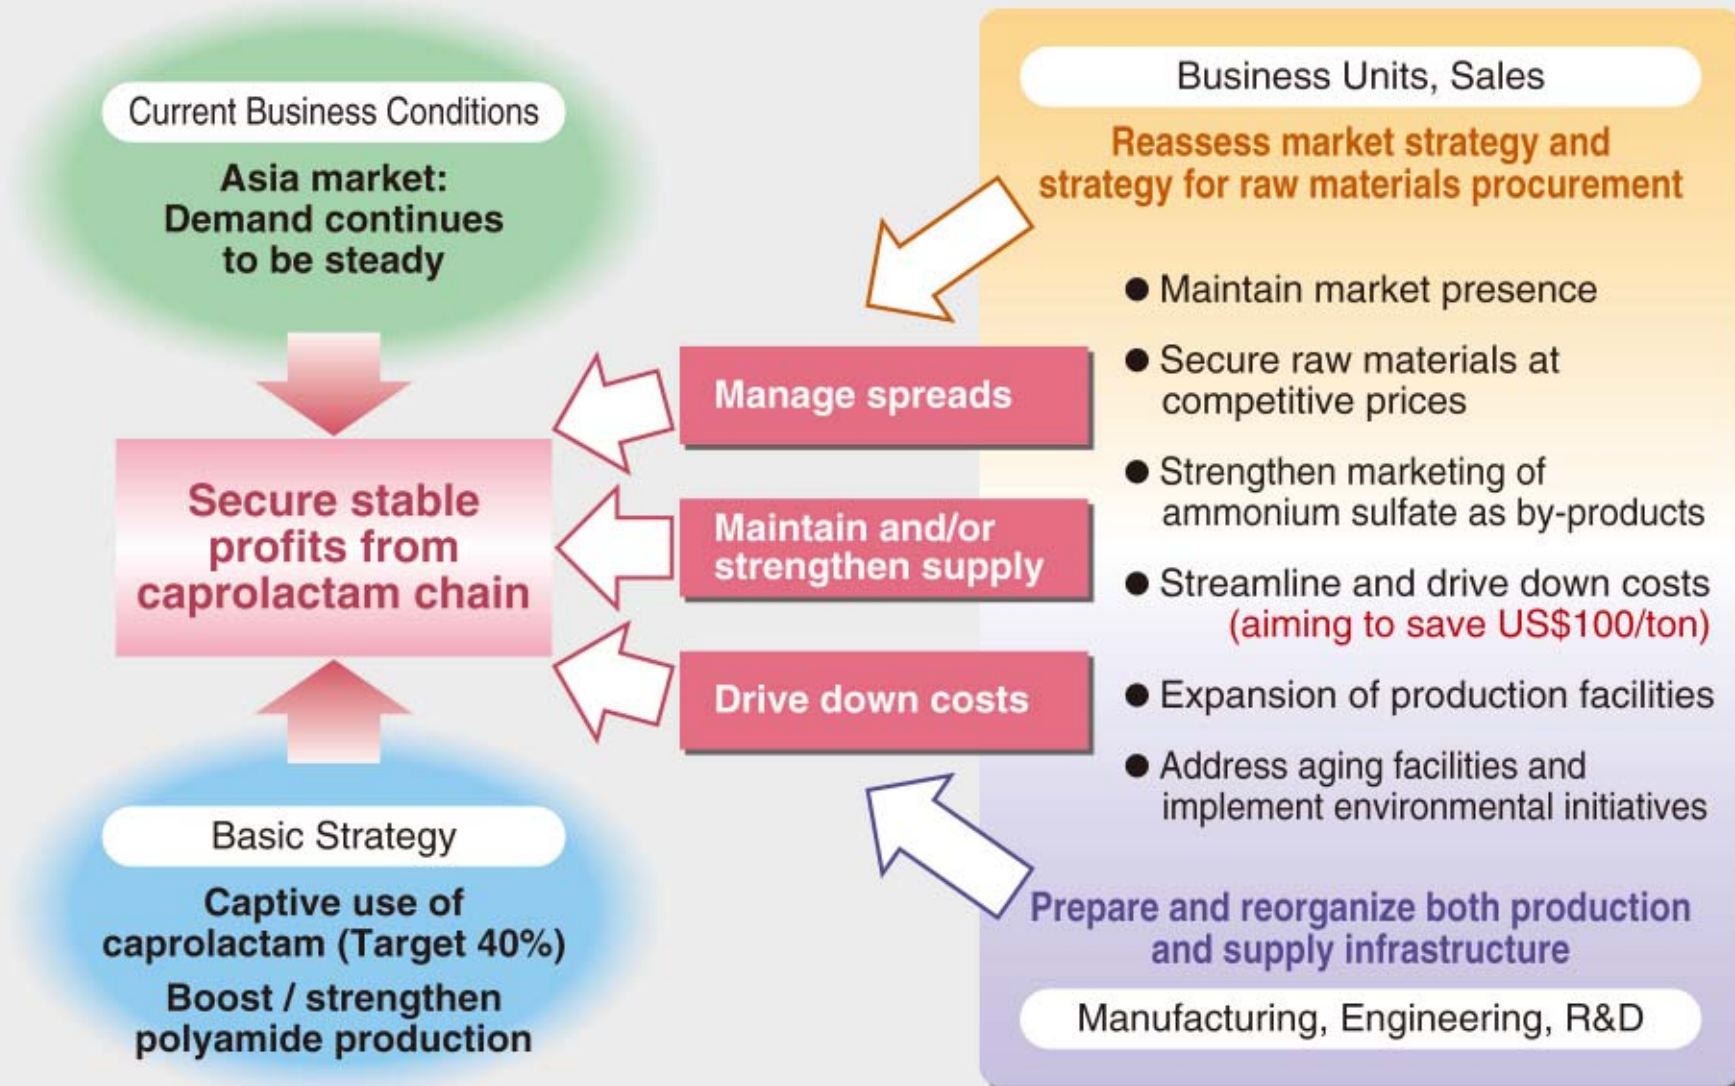 Current Business Conditions
Asia market:
Demand continues
to be steady
Secure stable
profits from
caprolactam chain
Basic Strategy
Captive use of
caprolactam (Target 40%)
Boost / strengthen
polyamide production
Manage spreads
Maintain and/or
strengthen supply
Drive down costs
Business Units, Sales
Reassess market strategy and
strategy for raw materials procurement
● Maintain market presence
● Secure raw materials at
competitive prices
● Strengthen marketing of
ammonium sulfate as by-products
● Streamline and drive down costs
(aiming to save US$100/ton)
● Expansion of production facilities
● Address aging facilities and
implement environmental initiatives
Prepare and reorganize both production
and supply infrastructure
Manufacturing, Engineering, R&D